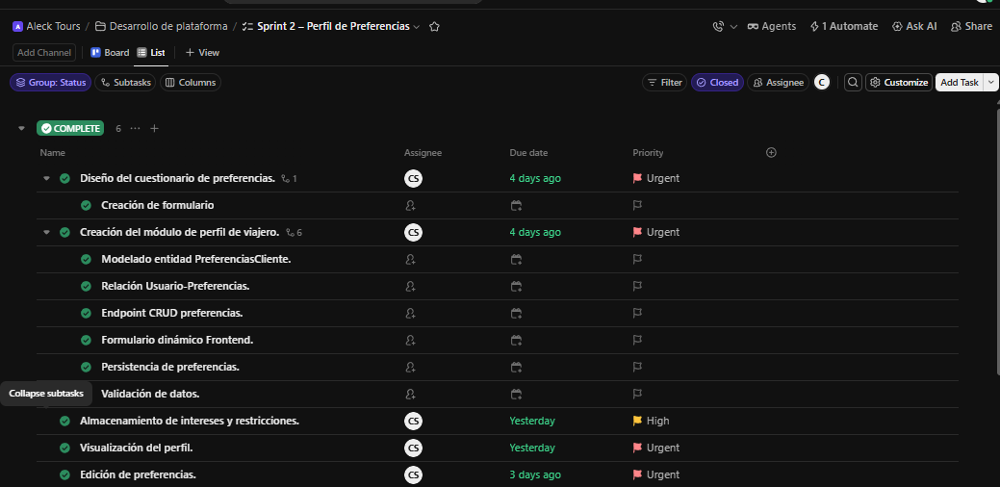 A Aleck Tours / Desarrollo de plataforma / Sprint 2 – Perfil de Preferencias
Agents 1 Automate Ask AI Share
Add Channel Board List + View
Group: Status Subtasks Columns Filter Closed Assignee C Customize Add Task
COMPLETE 6 ... +
Name Assignee Due date Priority
Diseño del cuestionario de preferencias. 1 CS 4 days ago Urgent
Creación de formulario
Creación del módulo de perfil de viajero. 6 CS 4 days ago Urgent
Modelado entidad PreferenciasCliente.
Relación Usuario-Preferencias.
Endpoint CRUD preferencias.
Formulario dinámico Frontend.
Persistencia de preferencias.
Collapse subtasks Validación de datos.
Almacenamiento de intereses y restricciones. CS Yesterday High
Visualización del perfil. CS Yesterday Urgent
Edición de preferencias. CS 3 days ago Urgent